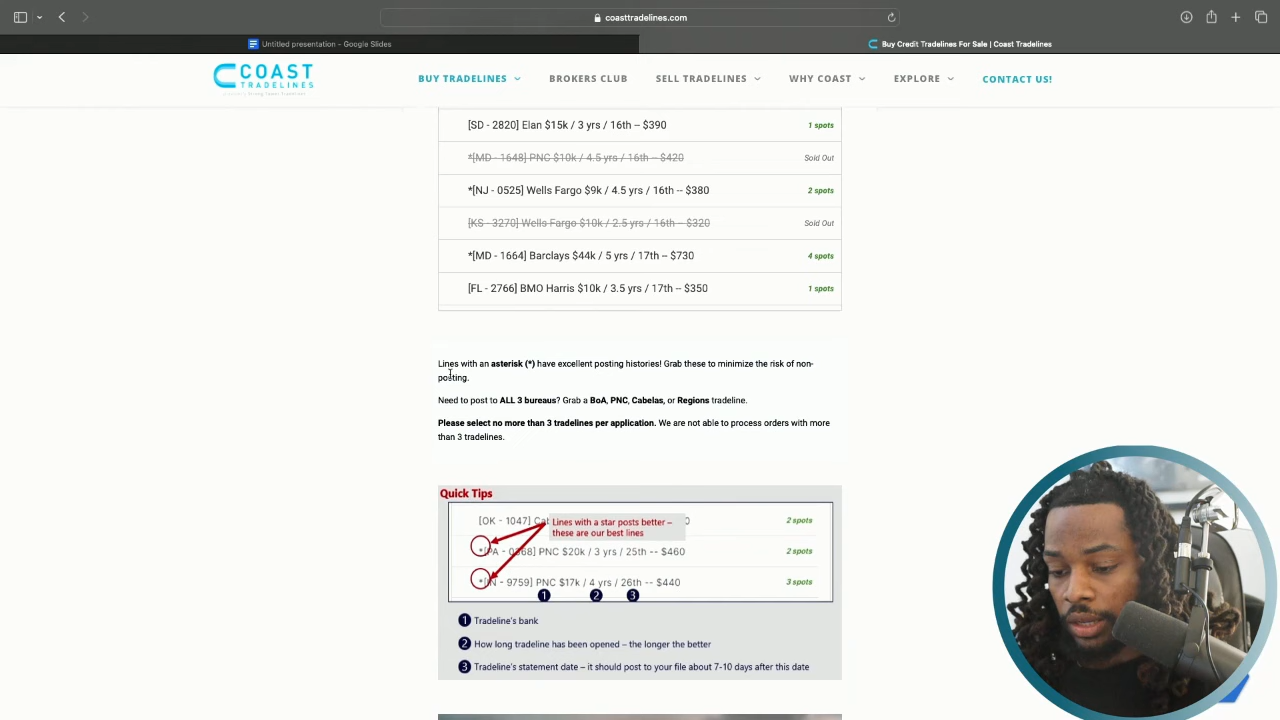 coasttradelines.com
Untitled presentation – Google Slides
Buy Credit Tradelines For Sale | Coast Tradelines
COAST
TRADELINES
BUY TRADELINES
BROKERS CLUB
SELL TRADELINES
WHY COAST
EXPLORE
CONTACT US!
[SD - 2820] Elan $15k / 3 yrs / 16th – $390
1 spots
*[MD - 1648] PNC $10k / 4.5 yrs / 16th – $420
Sold Out
*[NJ - 0525] Wells Fargo $9k / 4.5 yrs / 16th -- $380
2 spots
[KS - 3270] Wells Fargo $10k / 2.5 yrs / 16th -- $320
Sold Out
*[MD - 1664] Barclays $44k / 5 yrs / 17th – $730
4 spots
[FL - 2766] BMO Harris $10k / 3.5 yrs / 17th -- $350
1 spots
Lines with an asterisk (*) have excellent posting histories! Grab these to minimize the risk of non-
posting.
Need to post to ALL 3 bureaus? Grab a BoA, PNC, Cabelas, or Regions tradeline.
Please select no more than 3 tradelines per application. We are not able to process orders with more
than 3 tradelines.
Quick Tips
[OK - 1047]
Lines with a star posts better –
these are our best lines
2 spots
*[PA - 0368] PNC $20k / 3 yrs / 25th -- $460
2 spots
*[IN - 9759] PNC $17k / 4 yrs / 26th -- $440
3 spots
1 2 3
1 Tradeline's bank
2 How long tradeline has been opened – the longer the better
3 Tradeline's statement date – it should post to your file about 7-10 days after this date